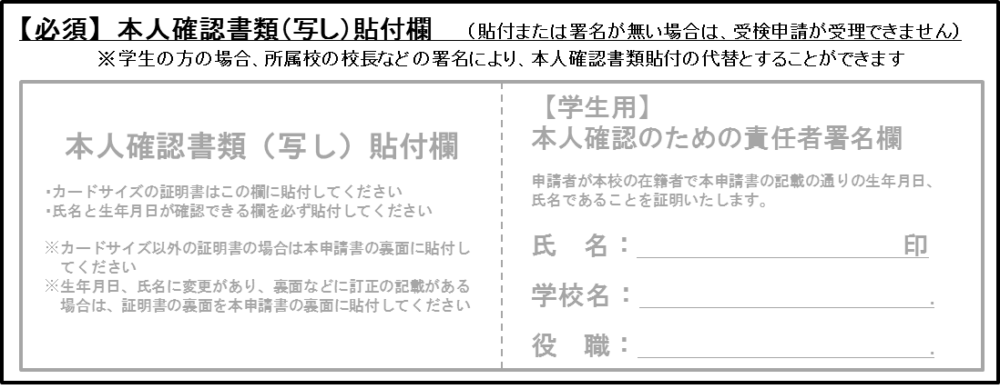 【必須】 本人確認書類（写し）貼付欄 （貼付または署名が無い場合は、受検申請が受理できません）
※学生の方の場合、所属校の校長などの署名により、本人確認書類貼付の代替とすることができます
本人確認書類（写し）貼付欄
・カードサイズの証明書はこの欄に貼付してください
・氏名と生年月日が確認できる欄を必ず貼付してください
※カードサイズ以外の証明書の場合は本申請書の裏面に貼付し
てください
※生年月日、氏名に変更があり、裏面などに訂正の記載がある
場合は、証明書の裏面を本申請書の裏面に貼付してください
【学生用】
本人確認のための責任者署名欄
申請者が本校の在籍者で本申請書の記載の通りの生年月日、
氏名であることを証明いたします。
氏　名： 印
学校名： .
役　職： .